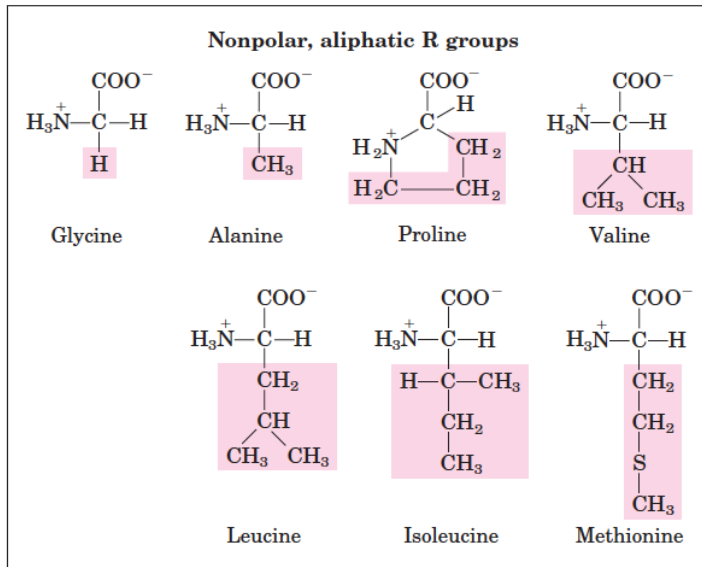 Nonpolar, aliphatic R groups
COO⁻ COO⁻ COO⁻ COO⁻
H₃N⁺—C—H H₃N⁺—C—H C H H₃N⁺—C—H
H₂N⁺ CH₂
H CH₃ CH
H₂C CH₂ CH₃ CH₃
Glycine Alanine Proline Valine
COO⁻ COO⁻ COO⁻
H₃N⁺—C—H H₃N⁺—C—H H₃N⁺—C—H
CH₂ H—C—CH₃ CH₂
CH CH₂ CH₂
CH₃ CH₃ CH₃ S
CH₃
Leucine Isoleucine Methionine